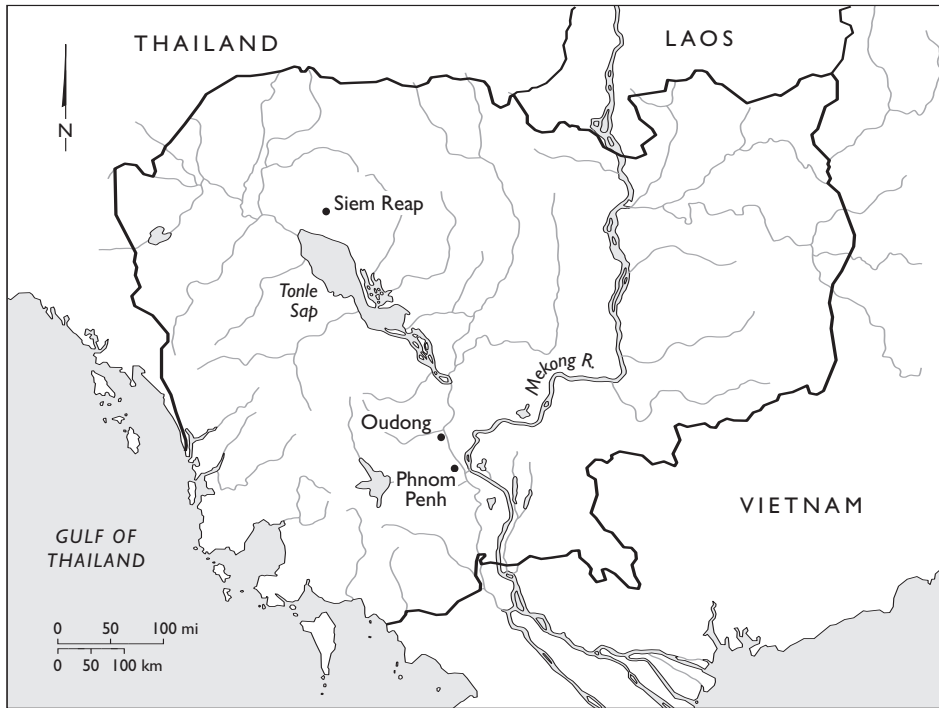 THAILAND
LAOS
N
Siem Reap
Tonle
Sap
Mekong R.
Oudong
Phnom
Penh
VIETNAM
GULF OF
THAILAND
0 50 100 mi
0 50 100 km